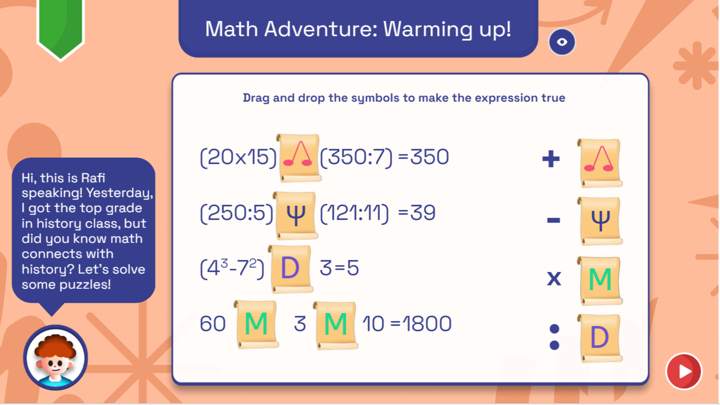 Math Adventure: Warming up!
Drag and drop the symbols to make the expression true
(20x15) (350:7) =350
+
(250:5) Ψ (121:11) =39
- Ψ
(4³-7²) D 3=5
x M
60 M 3 M 10 =1800
: D
Hi, this is Rafi
speaking! Yesterday,
I got the top grade
in history class, but
did you know math
connects with
history? Let's solve
some puzzles!